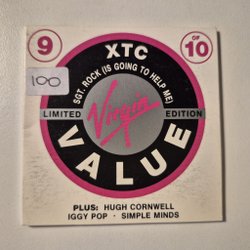 9
XTC
OF
10
SGT. ROCK (IS GOING TO HELP ME)
100
LIMITED EDITION
Virgin
VALUE
PLUS: HUGH CORNWELL
IGGY POP · SIMPLE MINDS